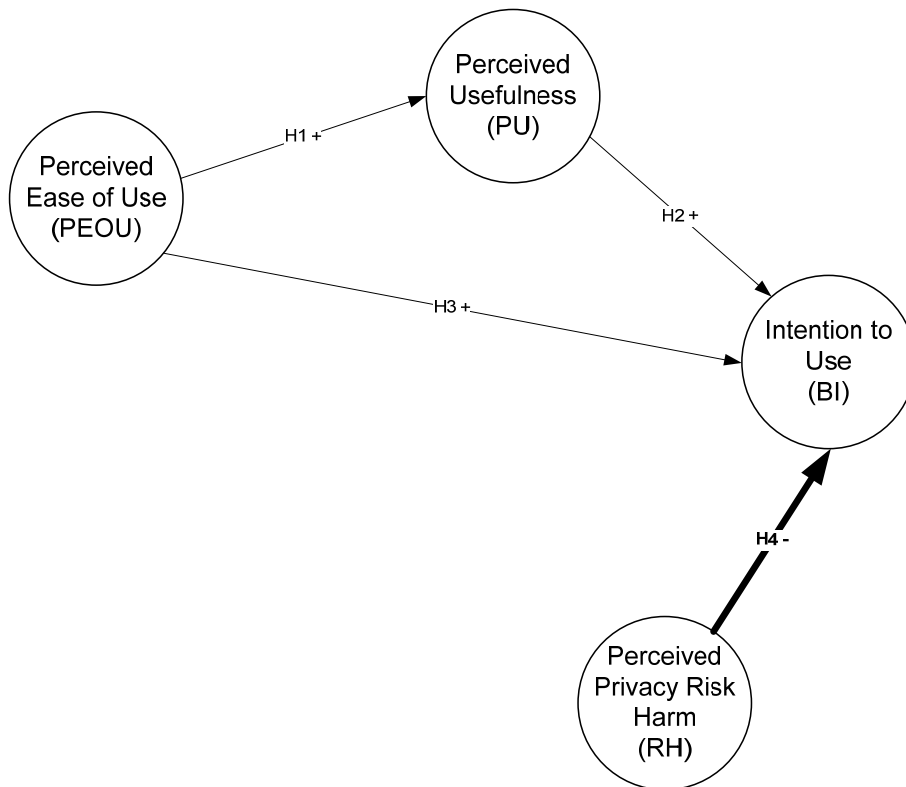 Perceived
Usefulness
(PU)
H1 +
Perceived
Ease of Use
(PEOU)
H2 +
H3 +
Intention to
Use
(BI)
H4 -
Perceived
Privacy Risk
Harm
(RH)